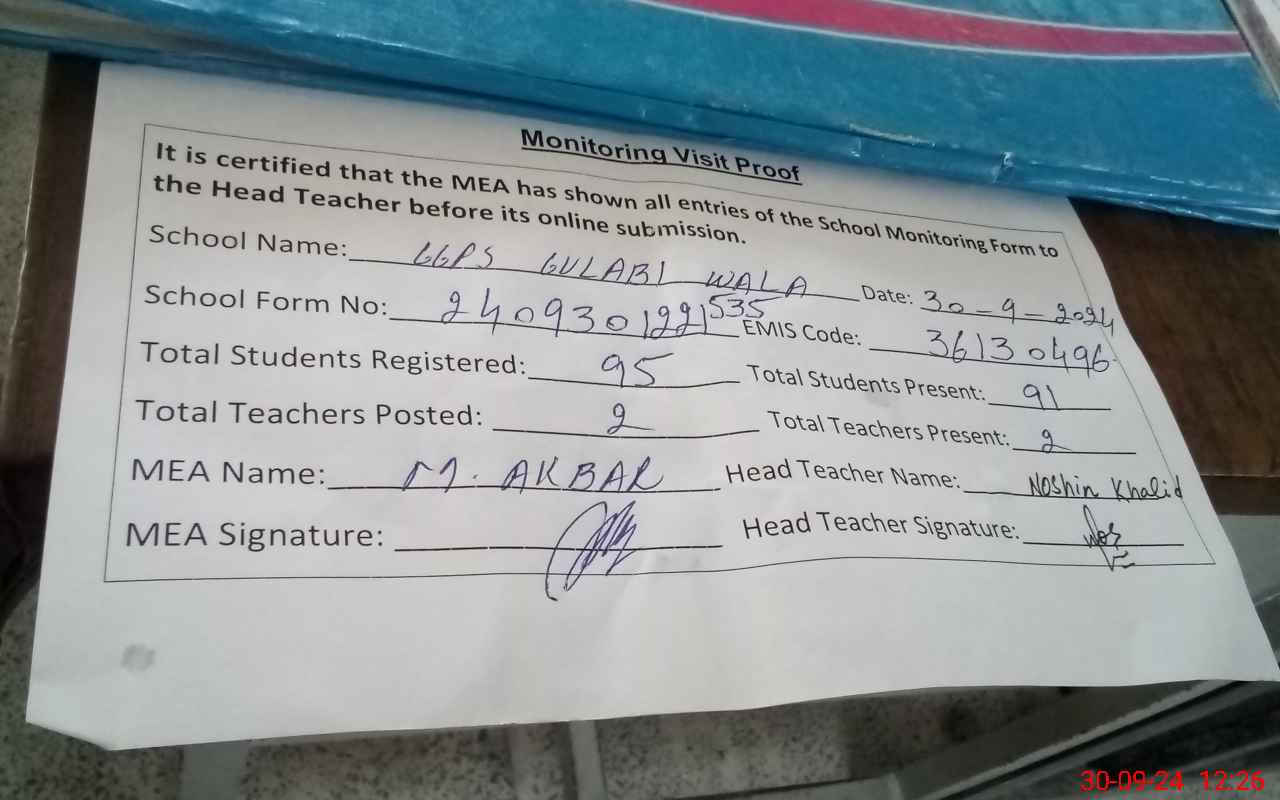 Monitoring Visit Proof
It is certified that the MEA has shown all entries of the School Monitoring Form to
the Head Teacher before its online submission.
School Name: GGPS GULABI WALA Date: 30-9-2024
School Form No: 2409301221535 EMIS Code: 36130496
Total Students Registered: 95 Total Students Present: 91
Total Teachers Posted: 2 Total Teachers Present: 2
MEA Name: M. AKBAR Head Teacher Name: Noshin Khalid
MEA Signature: Head Teacher Signature:
30-09-24 12:26